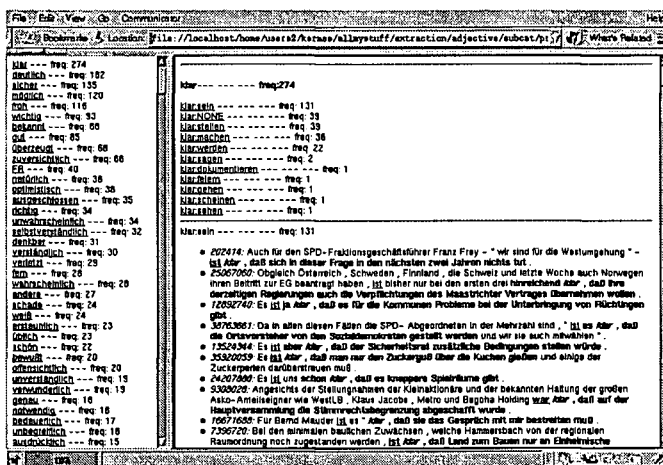 File Edit View Go Communicator Help
Bookmarks Location: file://localhost/home/users2/ What's Related
klar --- freq: 274
deutlich --- freq: 182
sicher --- freq: 135
möglich --- freq: 120
froh --- freq: 116
wichtig --- freq: 93
bekannt --- freq: 88
gut --- freq: 85
überzeugt --- freq: 68
zuversichtlich --- freq: 66
ER --- freq: 40
natürlich --- freq: 38
optimistisch --- freq: 38
ausgeschlossen --- freq: 35
richtig --- freq: 34
unwahrscheinlich --- freq: 34
selbstverständlich --- freq: 32
denkbar --- freq: 31
verständlich --- freq: 30
verletzt --- freq: 29
fern --- freq: 28
wahrscheinlich --- freq: 28
andere --- freq: 27
schade --- freq: 24
weiß --- freq: 24
erstaunlich --- freq: 23
üblich --- freq: 23
schön --- freq: 22
bewußt --- freq: 20
offensichtlich --- freq: 20
unverständlich --- freq: 19
verwunderlich --- freq: 19
genau --- freq: 18
notwendig --- freq: 18
bedauerlich --- freq: 17
unbegreiflich --- freq: 16
ausdrücklich --- freq: 15
klar--- --- --- freq:274
klar:sein --- --- --- freq: 131
klar:NONE --- --- --- freq: 39
klar:stellen --- --- --- freq: 39
klar:machen --- --- --- freq: 36
klar:werden --- --- --- freq 22
klar:sagen --- --- --- freq: 2
klar:dokumentieren --- --- --- freq: 1
klar:feiern --- --- --- freq: 1
klar:gehen --- --- --- freq: 1
klar:scheinen --- --- --- freq: 1
klar:sehen --- --- --- freq: 1
klar:sein --- --- --- freq: 131
• 202414: Auch für den SPD-Fraktionsgeschäftsführer Franz Frey - " wir sind für die Westumgehung " -
ist klar , daß sich in dieser Frage in den nächsten zwei Jahren nichts tut .
• 25067060: Obgleich Österreich , Schweden , Finnland , die Schweiz und letzte Woche auch Norwegen
ihren Beitritt zur EG beantragt haben , ist bisher nur bei den ersten drei hinreichend klar , daß ihre
derzeitigen Regierungen auch die Verpflichtungen des Maastrichter Vertrages übernehmen wollen .
• 12892740: Es ist ja klar , daß es für die Kommunen Probleme bei der Unterbringung von Flüchtlingen
gibt .
• 38763661: Da in allen diesen Fällen die SPD- Abgeordneten in der Mehrzahl sind , " ist es klar , daß
die Ortsversteher von den Sozialdemokraten gestellt werden und wir sie auch mitwählen " .
• 13524344: Es ist aber klar , daß der Sicherheitsrat zusätzliche Bedingungen stellen würde .
• 35920059: Es ist klar , daß man nur den Zuckerguß über die Kuchen gießen und einige der
Zuckerperlen darüberstreuen muß .
• 24207880: Es ist uns schon klar , daß es knappere Spielräume gibt .
• 9308028: Angesichts der Stellungnahmen der Kleinaktionäre und der bekannten Haltung der großen
Asko- Anteilseigner wie WestLB , Klaus Jacobs , Metro und Begoha Holding war klar , daß auf der
Hauptversammlung die Stimmrechtsbegrenzung abgeschafft wurde .
• 16671688: Für Bernd Mauder ist es " klar , daß sie das Gespräch mit mir bestreiten muß .
• 7396720: Bei den minimalen baulichen Zuwächsen , welche Hammersbach von der regionalen
Raumordnung noch zugestanden werden , ist klar , daß Land zum Bauen nur an Einheimische